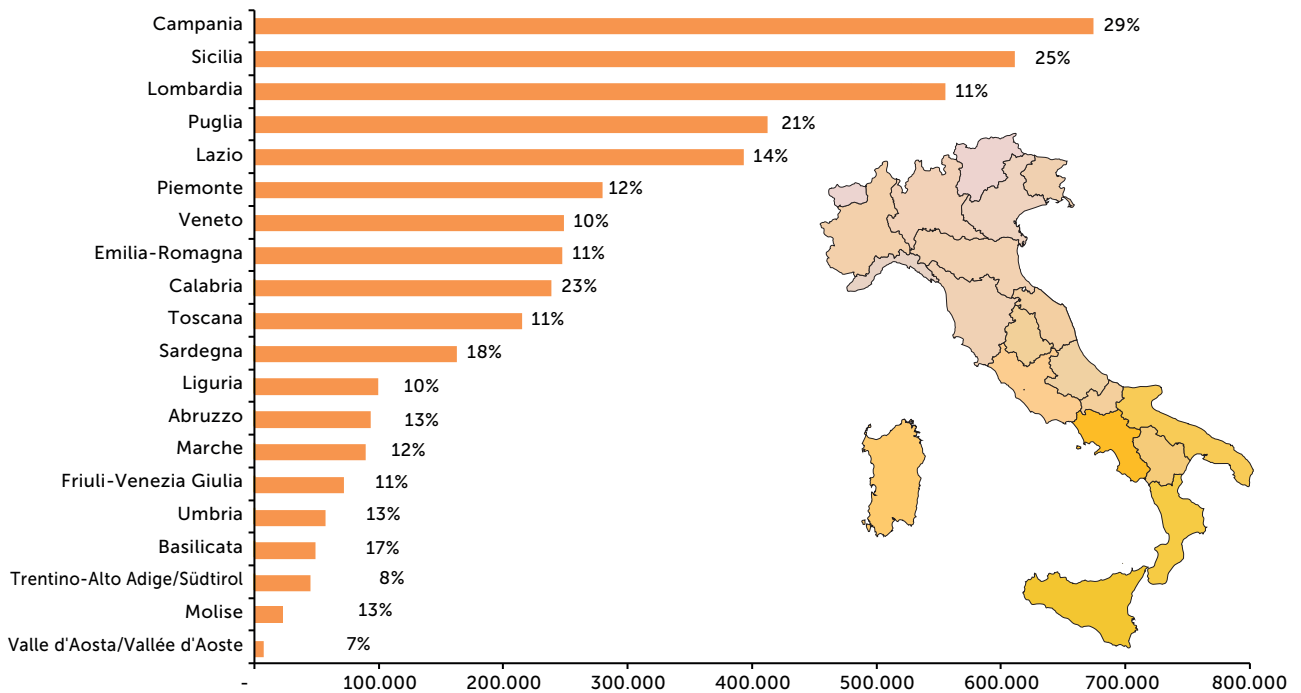 Campania 29%
Sicilia 25%
Lombardia 11%
Puglia 21%
Lazio 14%
Piemonte 12%
Veneto 10%
Emilia-Romagna 11%
Calabria 23%
Toscana 11%
Sardegna 18%
Liguria 10%
Abruzzo 13%
Marche 12%
Friuli-Venezia Giulia 11%
Umbria 13%
Basilicata 17%
Trentino-Alto Adige/Südtirol 8%
Molise 13%
Valle d'Aosta/Vallée d'Aoste 7%
- 100.000 200.000 300.000 400.000 500.000 600.000 700.000 800.000